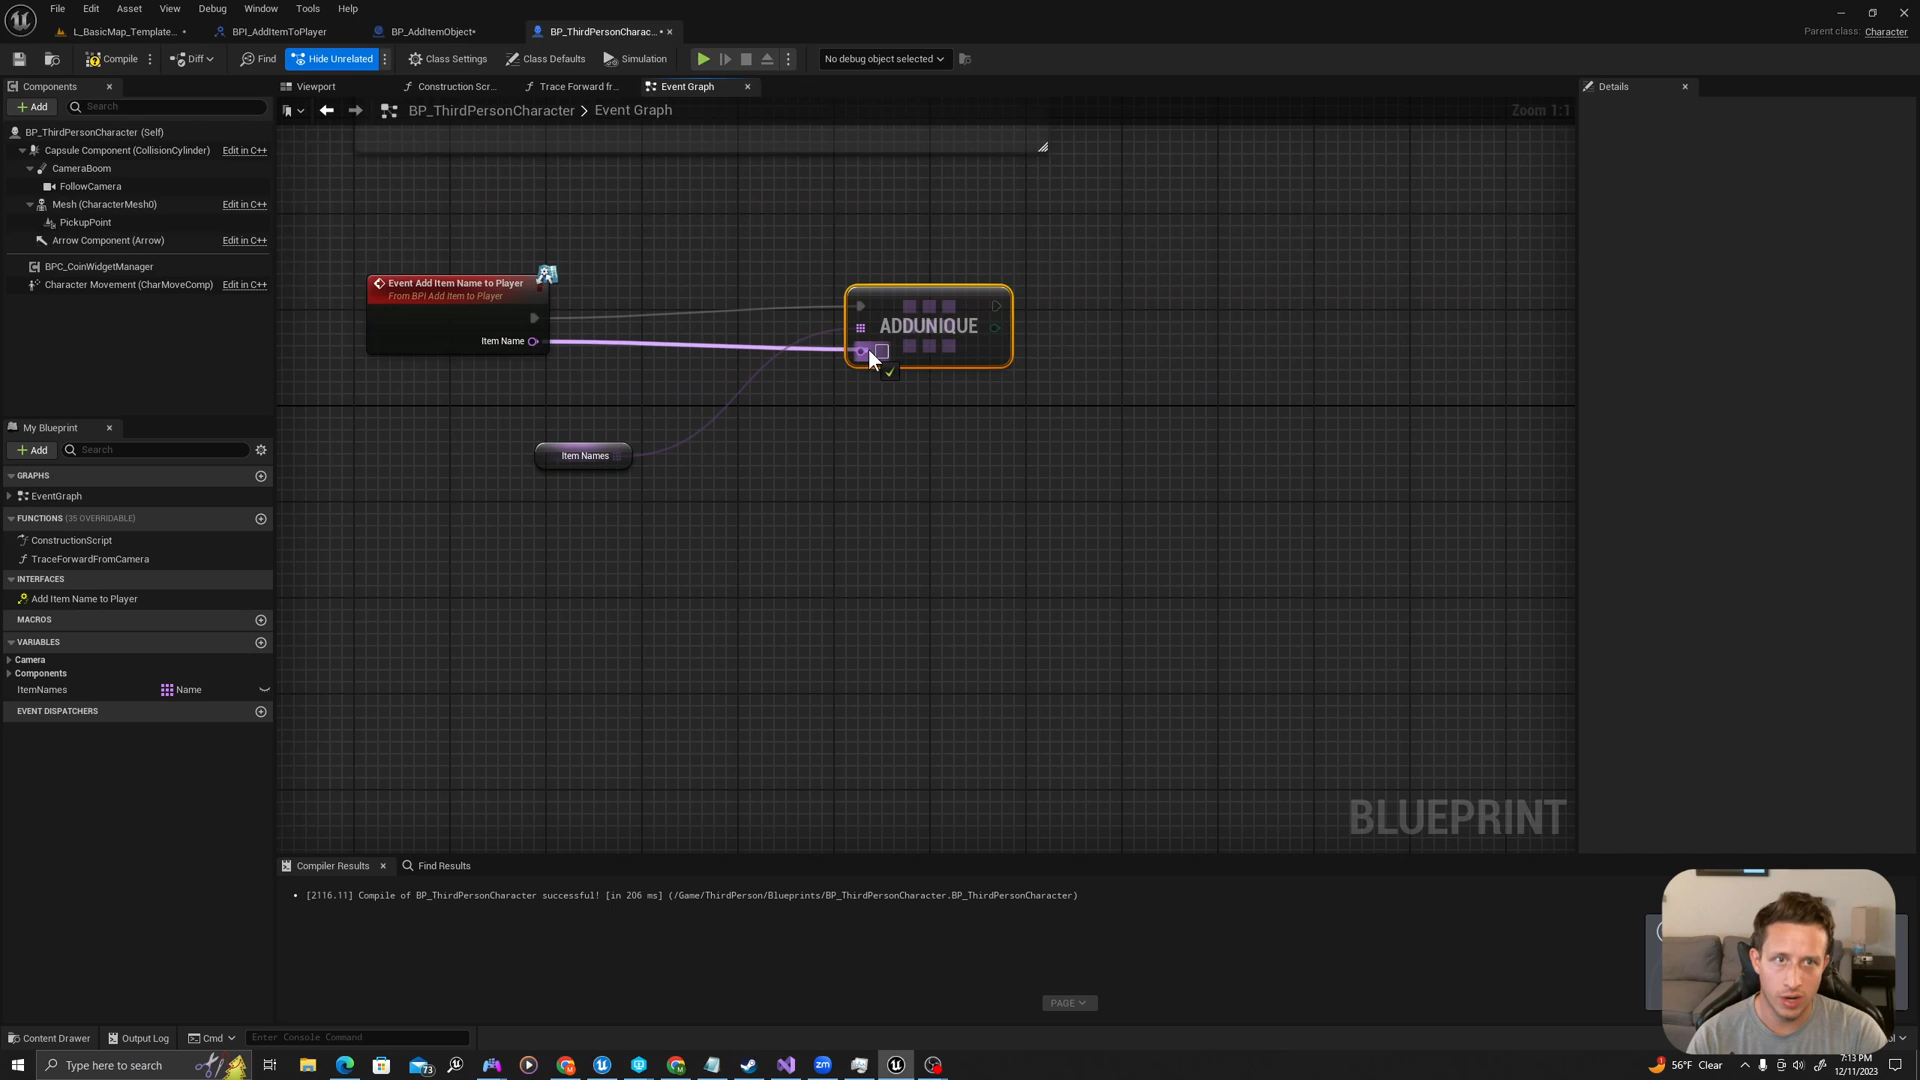 File Edit Asset View Debug Window Tools Help
L_BasicMap_Template... • BPI_AddItemToPlayer BP_AddItemObject• BP_ThirdPersonCharac... •
Parent class: Character
Compile Diff Find Hide Unrelated Class Settings Class Defaults Simulation No debug object selected
Components
Add Search
BP_ThirdPersonCharacter (Self)
Capsule Component (CollisionCylinder) Edit in C++
CameraBoom
FollowCamera
Mesh (CharacterMesh0) Edit in C++
PickupPoint
Arrow Component (Arrow) Edit in C++
BPC_CoinWidgetManager
Character Movement (CharMoveComp) Edit in C++
Viewport Construction Scr... Trace Forward fr... Event Graph
BP_ThirdPersonCharacter > Event Graph
Zoom 1:1
Event Add Item Name to Player
From BPI Add Item to Player
Item Name
ADDUNIQUE
Item Names
BLUEPRINT
Details
My Blueprint
Add Search
GRAPHS
EventGraph
FUNCTIONS (35 OVERRIDABLE)
ConstructionScript
TraceForwardFromCamera
INTERFACES
Add Item Name to Player
MACROS
VARIABLES
Camera
Components
ItemNames Name
EVENT DISPATCHERS
Compiler Results Find Results
• [2116.11] Compile of BP_ThirdPersonCharacter successful! [in 206 ms] (/Game/ThirdPerson/Blueprints/BP_ThirdPersonCharacter.BP_ThirdPersonCharacter)
PAGE
Content Drawer Output Log Cmd Enter Console Command
Type here to search
73
1 56°F Clear
7:13 PM
12/11/2023